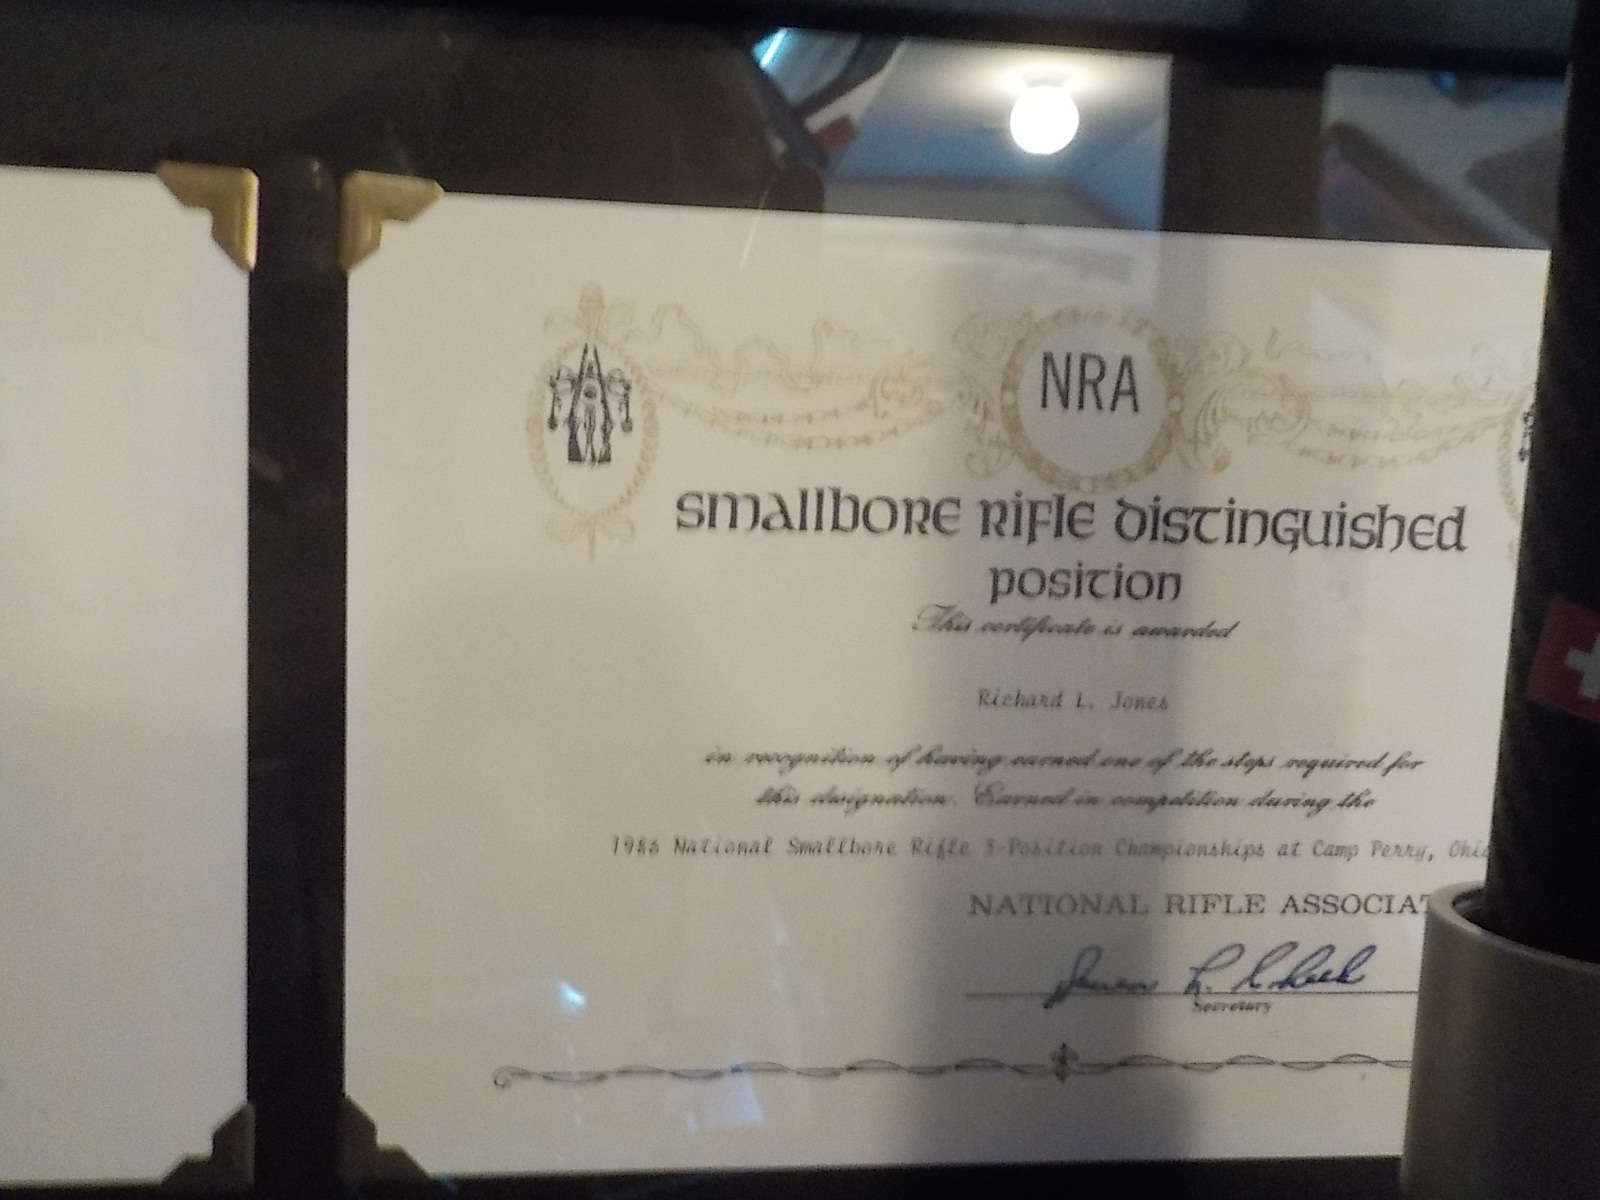 NRA
smallbore rifle distinguished
position
This certificate is awarded
Richard L. Jones
in recognition of having earned one of the steps required for
this designation. Earned in competition during the
1986 National Smallbore Rifle 3-Position Championships at Camp Perry, Ohio
NATIONAL RIFLE ASSOCIAT
Secretary